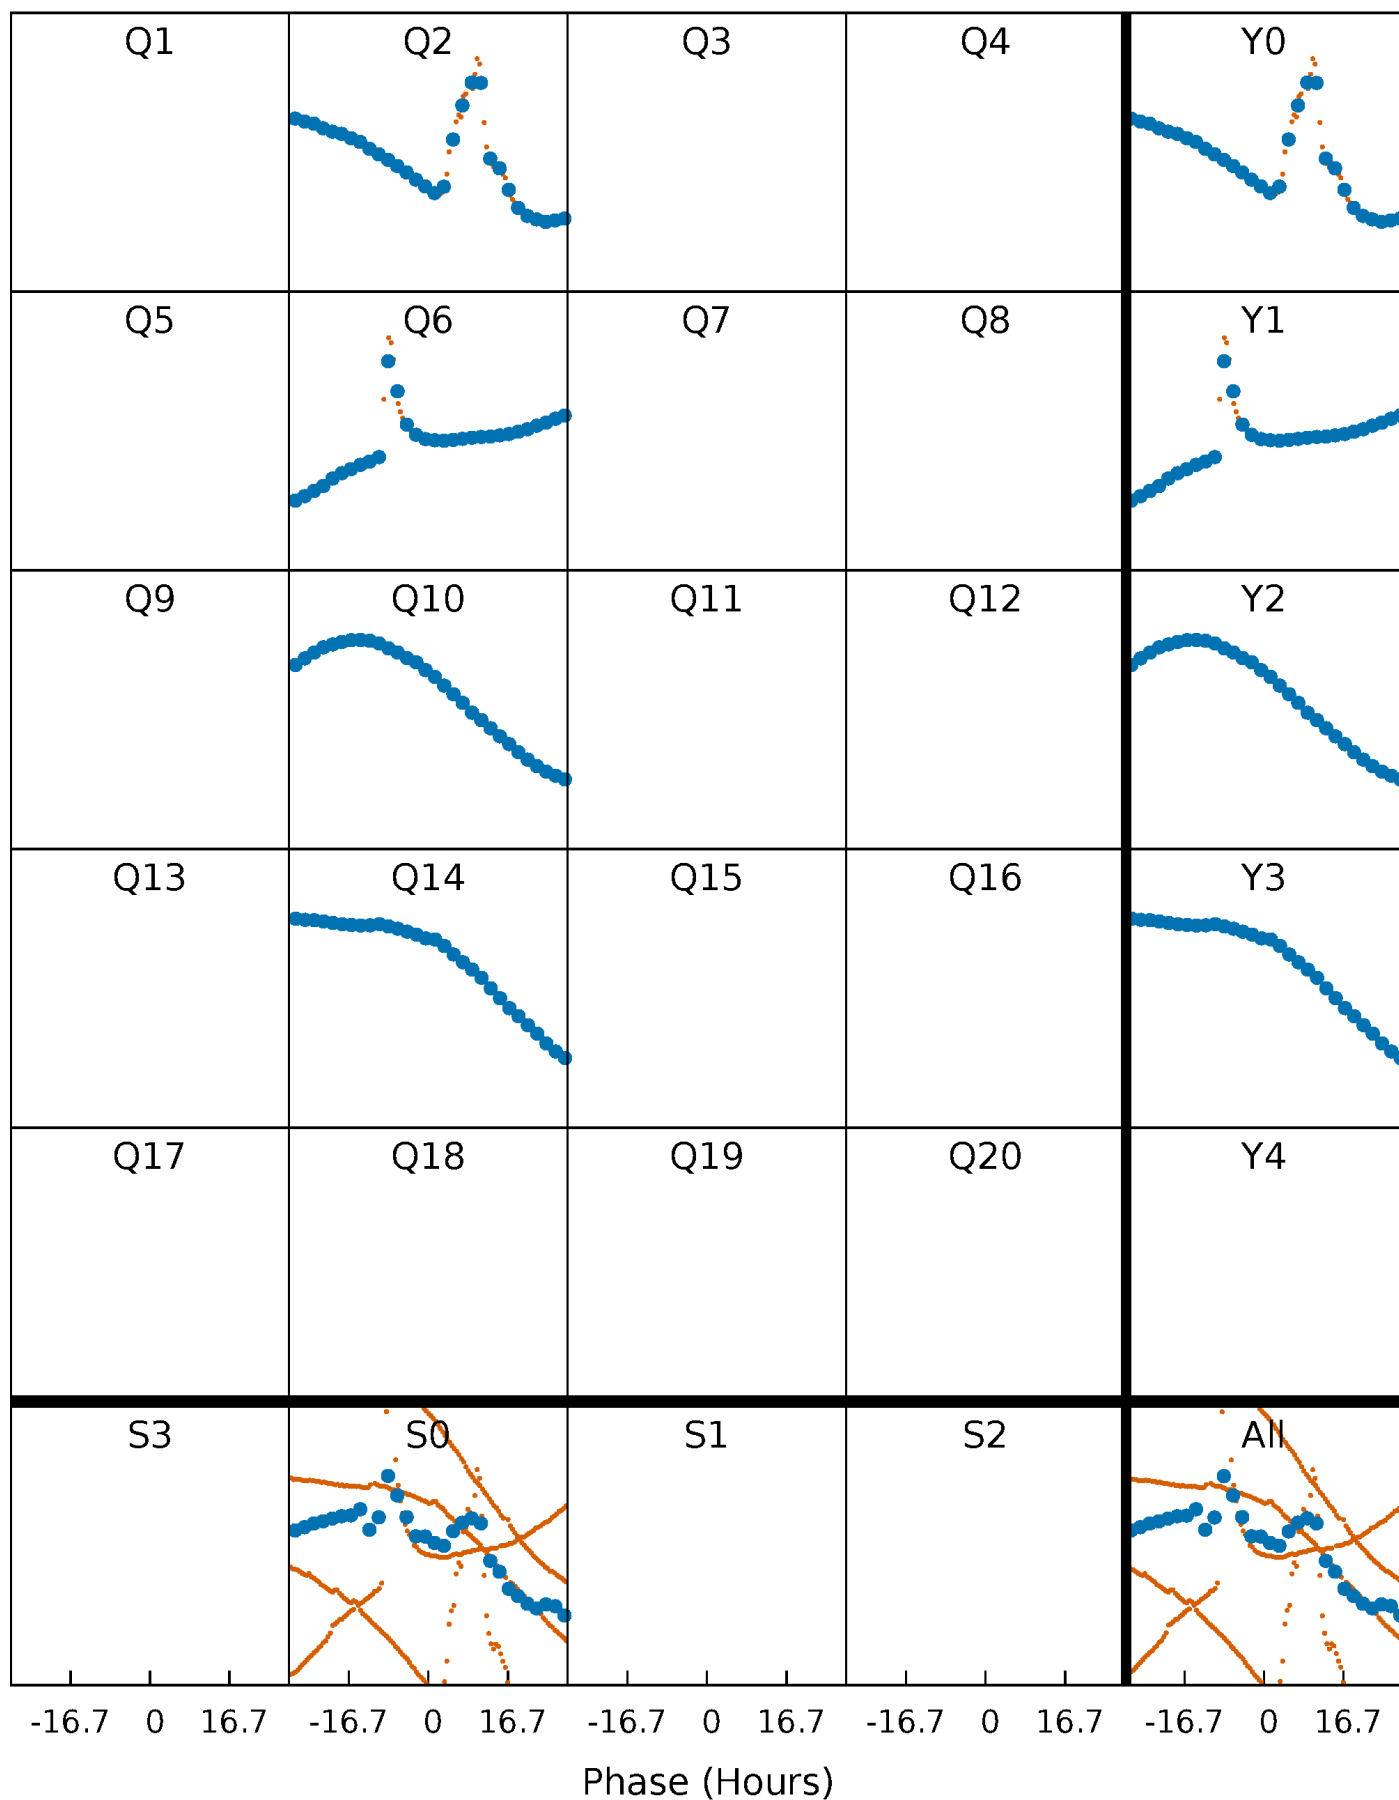 Q1 Q2 Q3 Q4 Y0
Q5 Q6 Q7 Q8 Y1
Q9 Q10 Q11 Q12 Y2
Q13 Q14 Q15 Q16 Y3
Q17 Q18 Q19 Q20 Y4
S3 S0 S1 S2 All
-16.7 0 16.7 -16.7 0 16.7 -16.7 0 16.7 -16.7 0 16.7 -16.7 0 16.7
Phase (Hours)